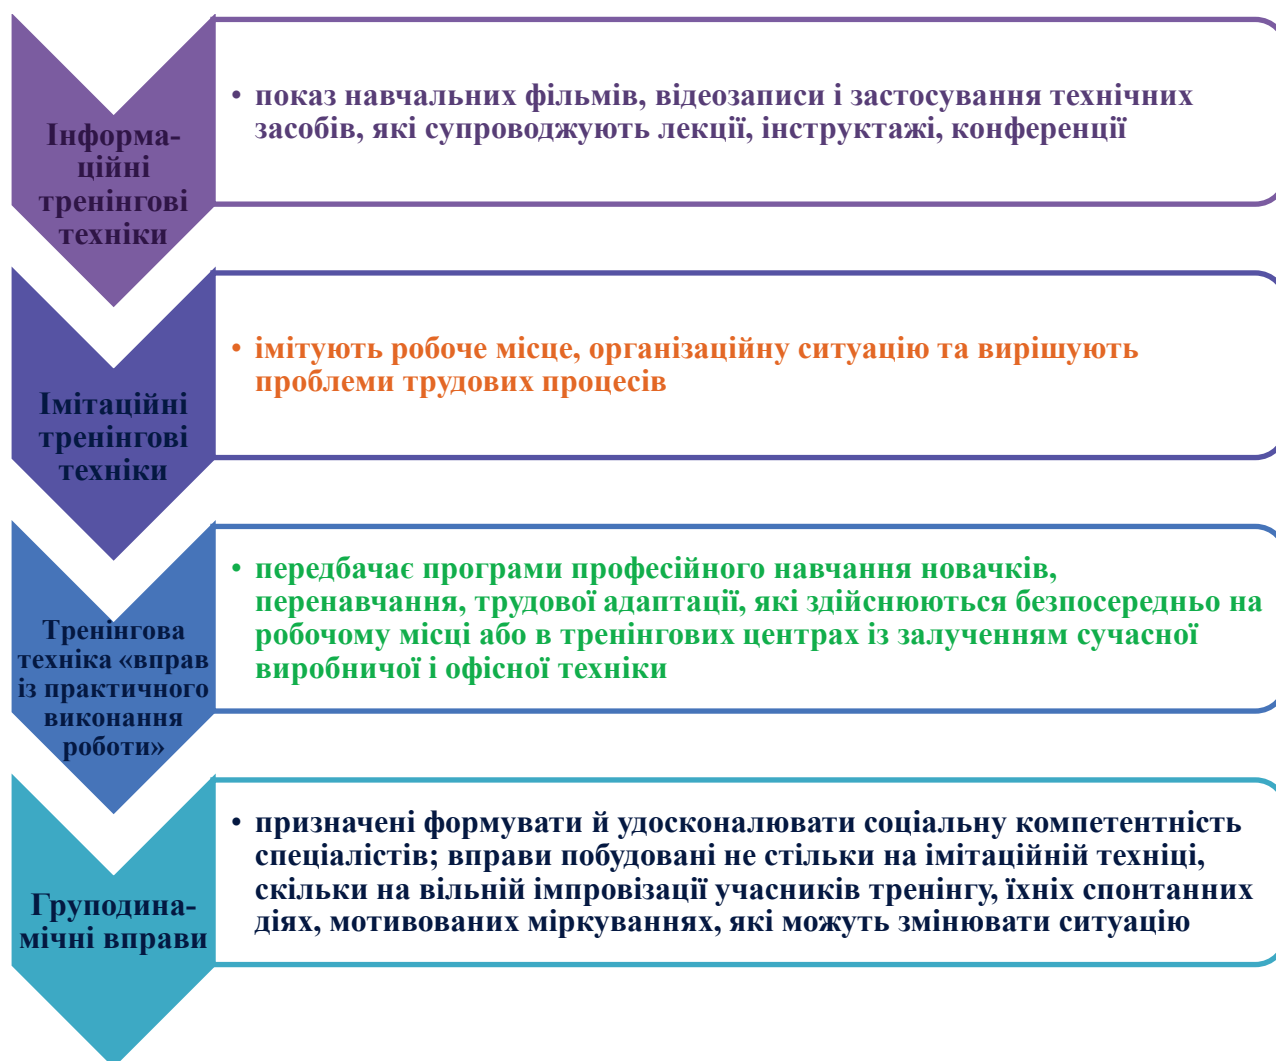 Інформа-
ційні
тренінгові
техніки
• показ навчальних фільмів, відеозаписи і застосування технічних
засобів, які супроводжують лекції, інструктажі, конференції
Імітаційні
тренінгові
техніки
• імітують робоче місце, організаційну ситуацію та вирішують
проблеми трудових процесів
Тренінгова
техніка «вправ
із практичного
виконання
роботи»
• передбачає програми професійного навчання новачків,
перенавчання, трудової адаптації, які здійснюються безпосередньо на
робочому місці або в тренінгових центрах із залученням сучасної
виробничої і офісної техніки
Груподина-
мічні вправи
• призначені формувати й удосконалювати соціальну компетентність
спеціалістів; вправи побудовані не стільки на імітаційній техніці,
скільки на вільній імпровізації учасників тренінгу, їхніх спонтанних
діях, мотивованих міркуваннях, які можуть змінювати ситуацію